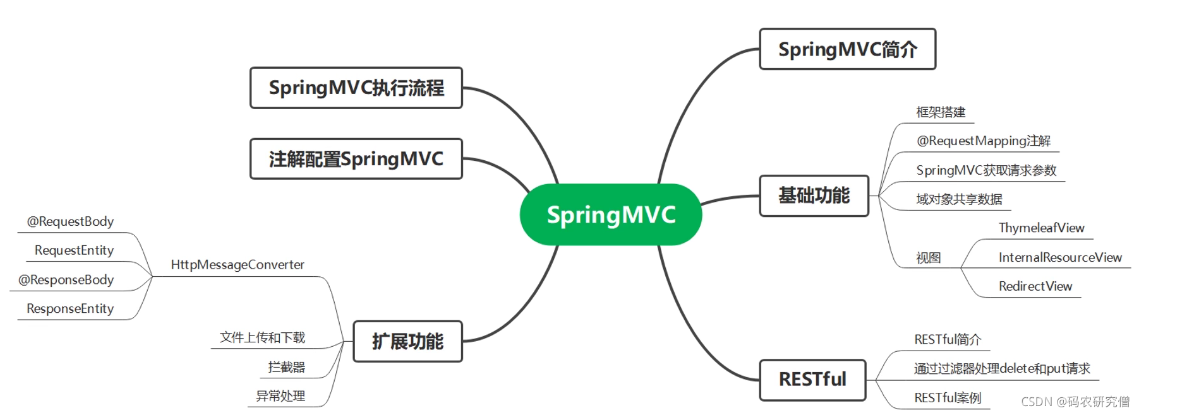 SpringMVC
SpringMVC简介
基础功能
框架搭建
@RequestMapping注解
SpringMVC获取请求参数
域对象共享数据
视图
ThymeleafView
InternalResourceView
RedirectView
RESTful
RESTful简介
通过过滤器处理delete和put请求
RESTful案例
SpringMVC执行流程
注解配置SpringMVC
扩展功能
HttpMessageConverter
@RequestBody
RequestEntity
@ResponseBody
ResponseEntity
文件上传和下载
拦截器
异常处理
CSDN @码农研究僧